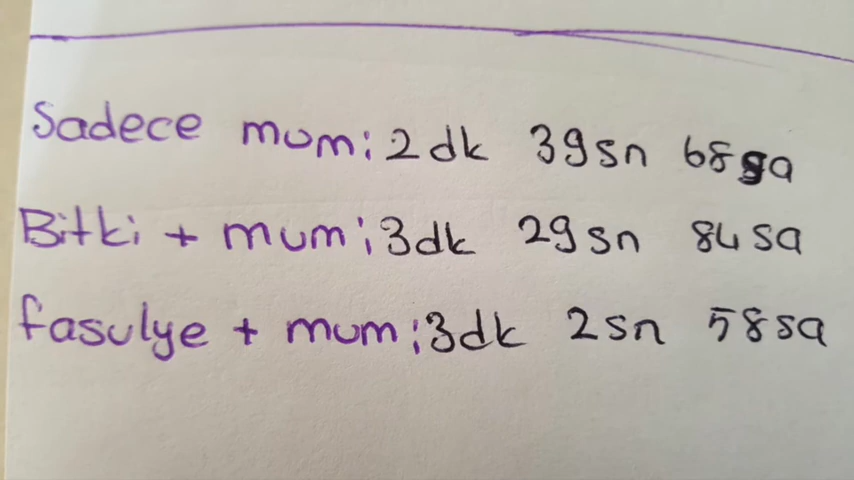 Sadece mum: 2dk 39sn 68sa
Bitki + mum: 3dk 29sn 84sa
fasulye + mum: 3dk 2sn 58sa